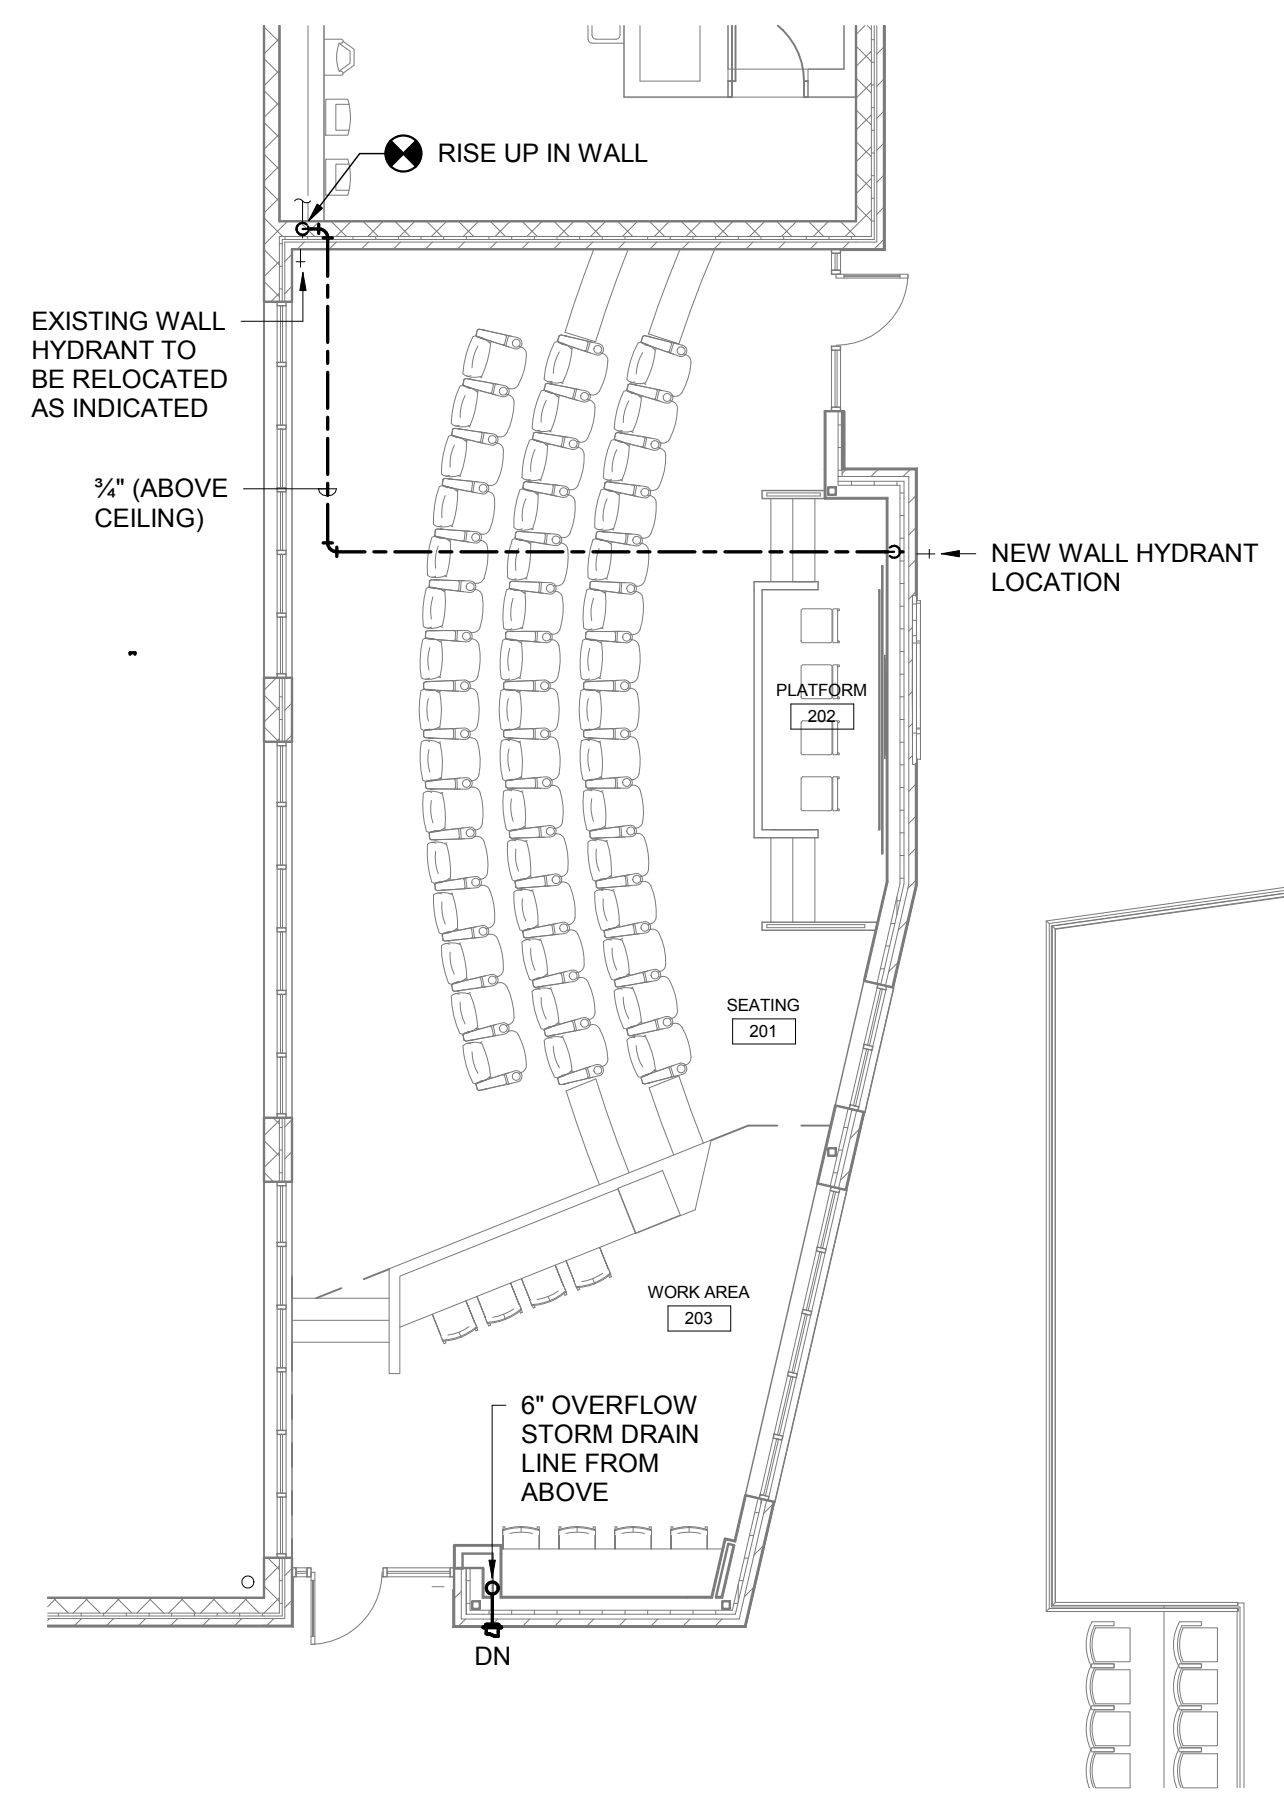 RISE UP IN WALL
EXISTING WALL
HYDRANT TO
BE RELOCATED
AS INDICATED
¾" (ABOVE
CEILING)
NEW WALL HYDRANT
LOCATION
PLATFORM
202
SEATING
201
WORK AREA
203
6" OVERFLOW
STORM DRAIN
LINE FROM
ABOVE
DN